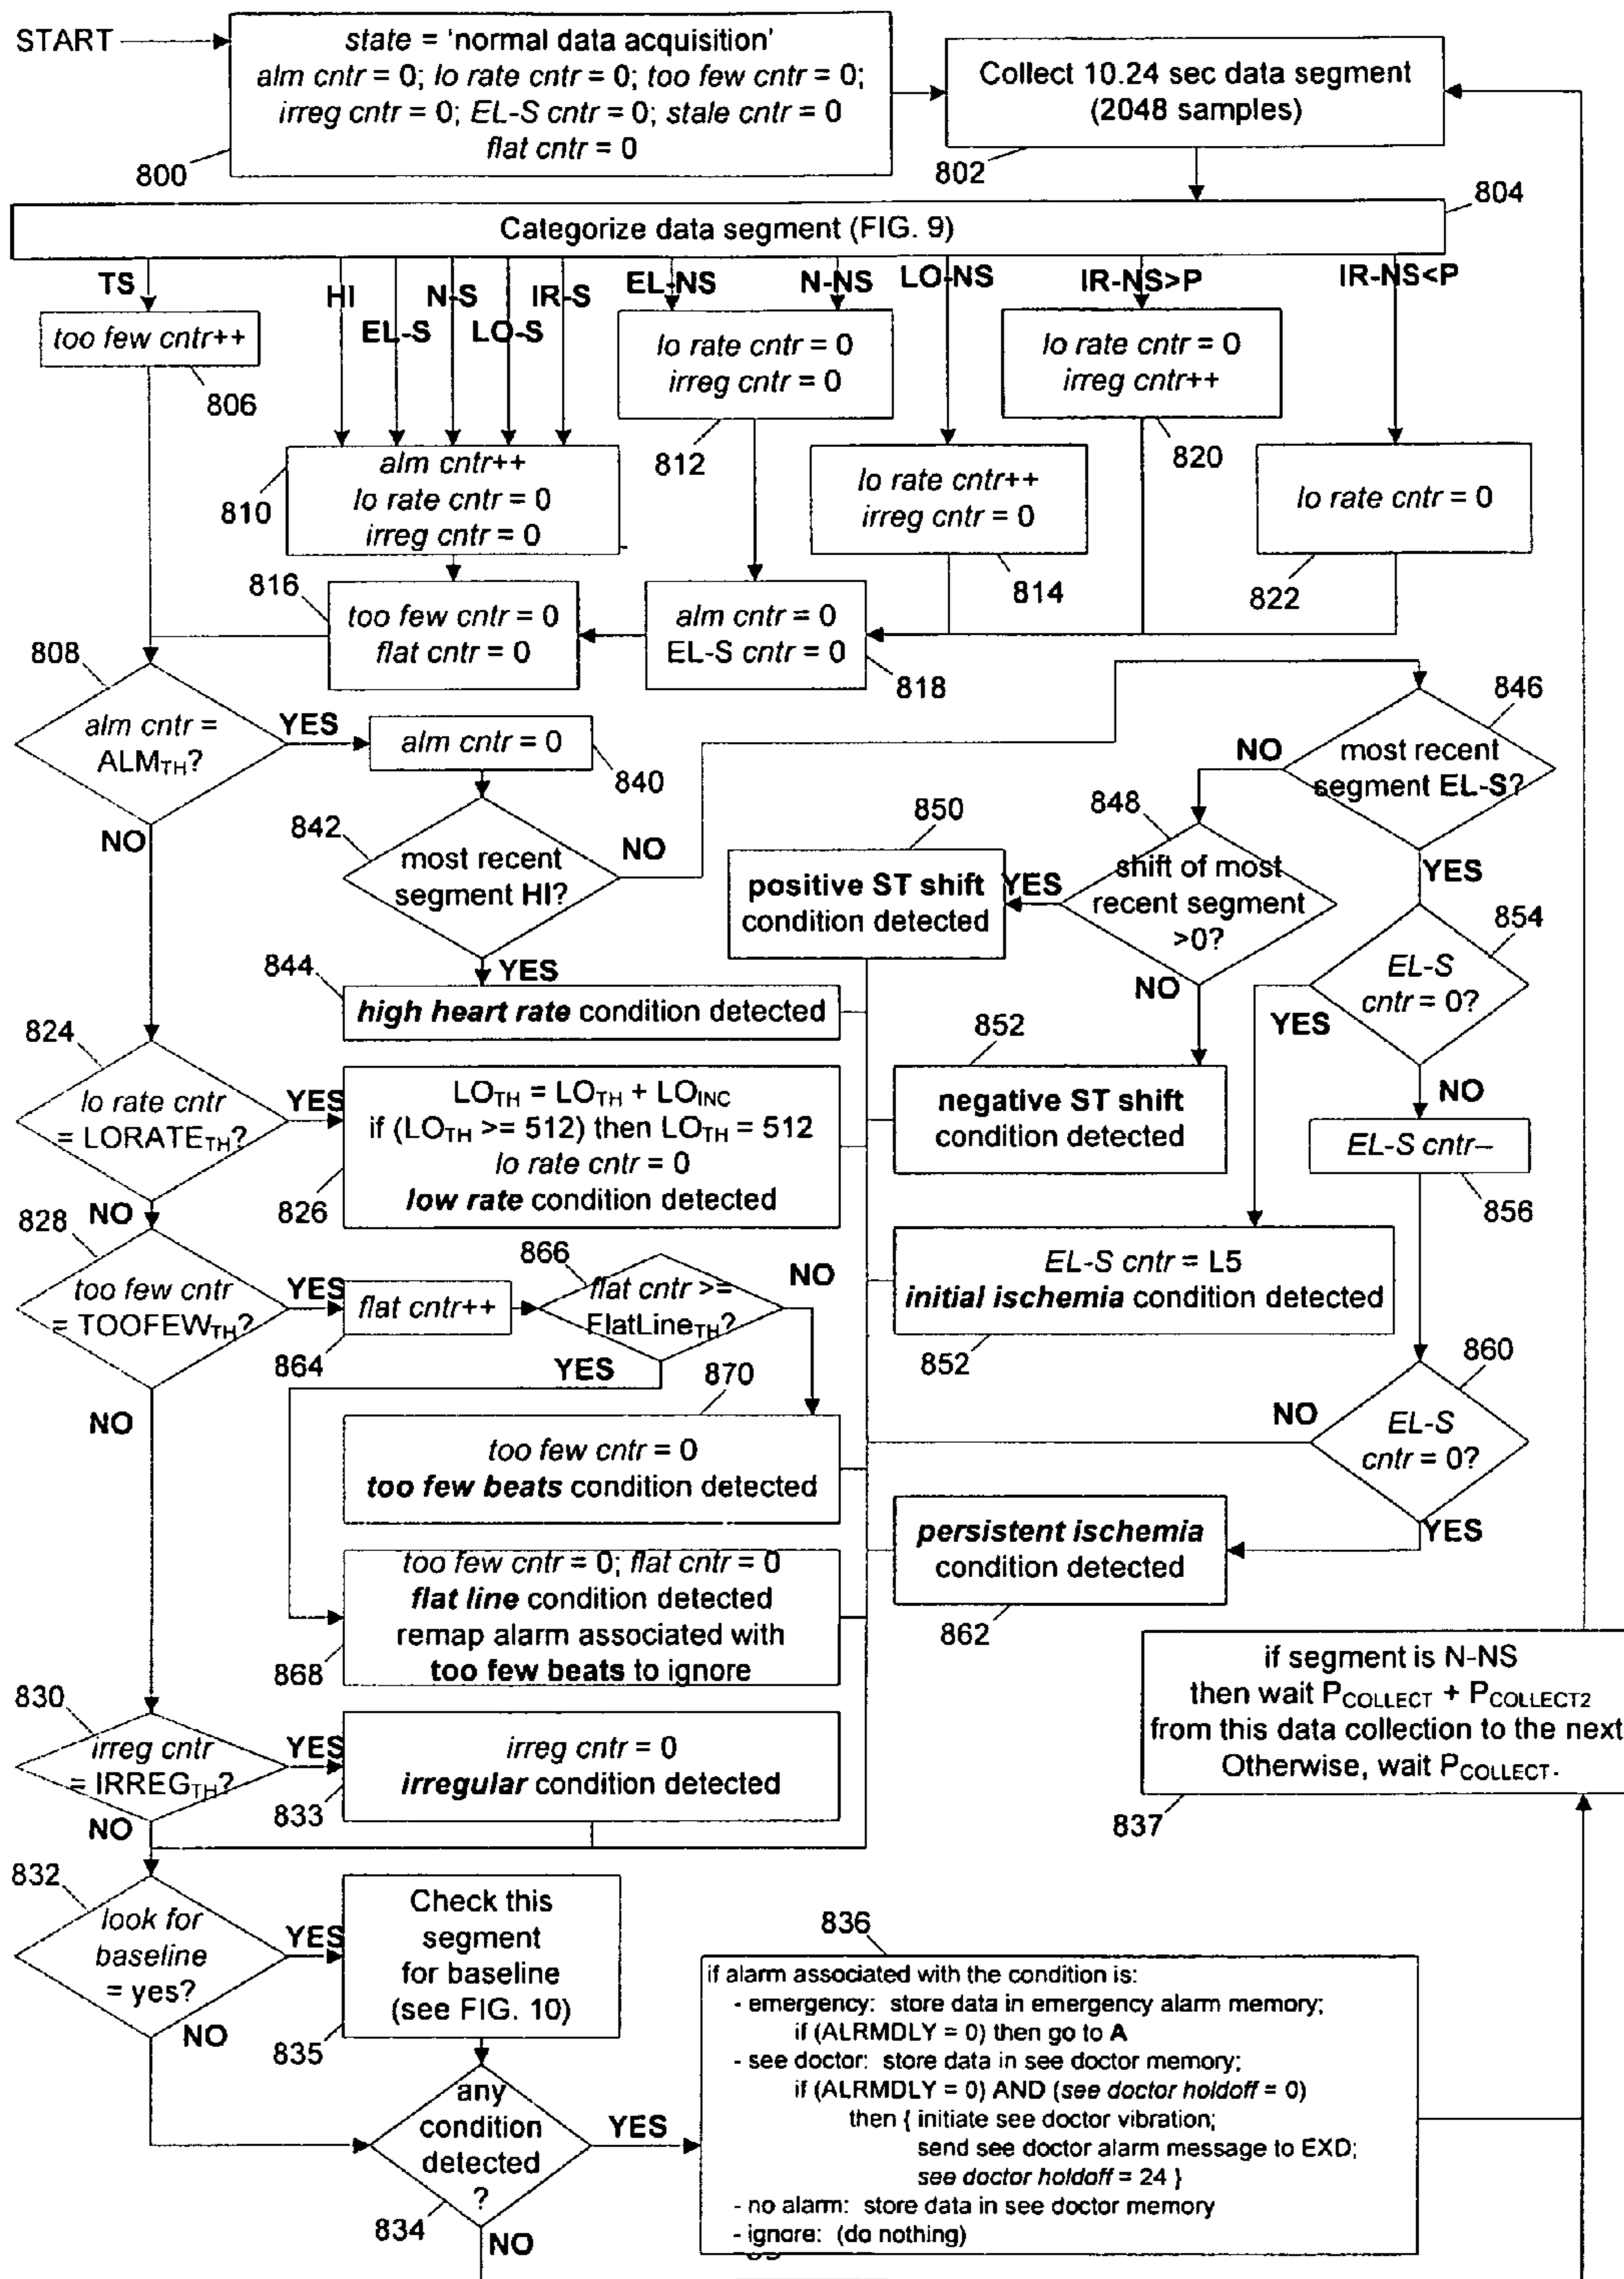 START
state = 'normal data acquisition'
alm cntr = 0; lo rate cntr = 0; too few cntr = 0;
irreg cntr = 0; EL-S cntr = 0; stale cntr = 0
flat cntr = 0
800
Collect 10.24 sec data segment
(2048 samples)
802
804
Categorize data segment (FIG. 9)
TS
HI
EL-S
N-S
LO-S
IR-S
EL-NS
N-NS
LO-NS
IR-NS>P
IR-NS<P
too few cntr++
806
alm cntr++
lo rate cntr = 0
irreg cntr = 0
810
lo rate cntr = 0
irreg cntr = 0
812
lo rate cntr++
irreg cntr = 0
814
lo rate cntr = 0
irreg cntr++
820
lo rate cntr = 0
822
816
too few cntr = 0
flat cntr = 0
alm cntr = 0
EL-S cntr = 0
818
808
alm cntr =
ALMTH?
YES
NO
alm cntr = 0
840
842
most recent
segment HI?
NO
YES
844
high heart rate condition detected
846
most recent
segment EL-S?
NO
YES
848
shift of most
recent segment
>0?
YES
NO
850
positive ST shift
condition detected
852
negative ST shift
condition detected
854
EL-S
cntr = 0?
YES
NO
EL-S cntr–
856
824
lo rate cntr
= LORATETH?
YES
NO
LOTH = LOTH + LOINC
if (LOTH >= 512) then LOTH = 512
lo rate cntr = 0
low rate condition detected
826
828
too few cntr
= TOOFEWTH?
YES
NO
flat cntr++
864
866
flat cntr >=
FlatLineTH?
NO
YES
EL-S cntr = L5
initial ischemia condition detected
852
860
EL-S
cntr = 0?
NO
YES
870
too few cntr = 0
too few beats condition detected
persistent ischemia
condition detected
862
too few cntr = 0; flat cntr = 0
flat line condition detected
remap alarm associated with
too few beats to ignore
868
830
irreg cntr
= IRREGTH?
YES
NO
irreg cntr = 0
irregular condition detected
833
if segment is N-NS
then wait PCOLLECT + PCOLLECT2
from this data collection to the next
Otherwise, wait PCOLLECT.
837
832
look for
baseline
= yes?
YES
NO
Check this
segment
for baseline
(see FIG. 10)
835
any
condition
detected
?
834
YES
NO
836
if alarm associated with the condition is:
- emergency: store data in emergency alarm memory;
if (ALRMDLY = 0) then go to A
- see doctor: store data in see doctor memory;
if (ALRMDLY = 0) AND (see doctor holdoff = 0)
then { initiate see doctor vibration;
send see doctor alarm message to EXD;
see doctor holdoff = 24 }
- no alarm: store data in see doctor memory
- ignore: (do nothing)